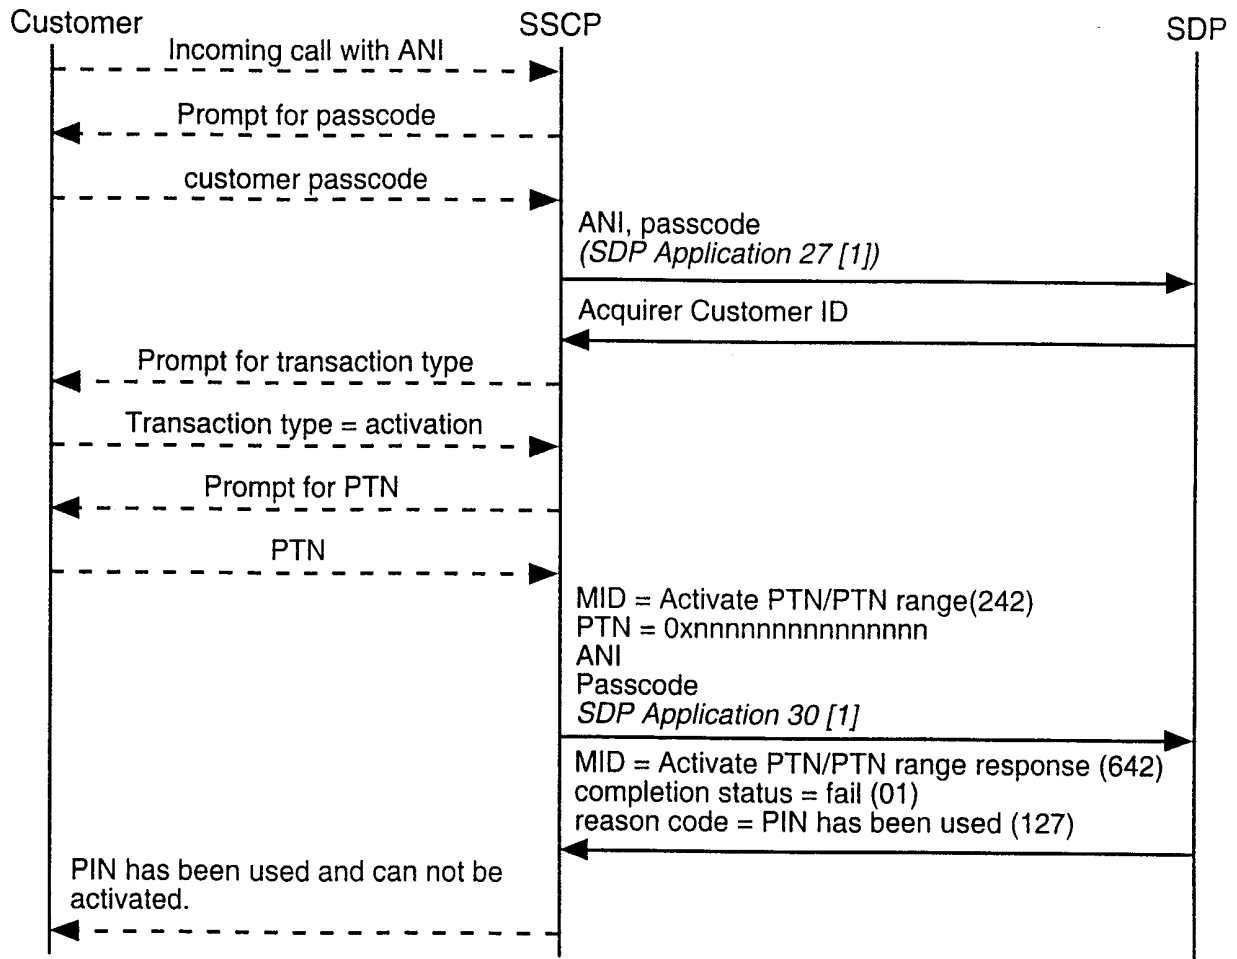 Customer
SSCP
SDP
Incoming call with ANI
Prompt for passcode
customer passcode
ANI, passcode
(SDP Application 27 [1])
Acquirer Customer ID
Prompt for transaction type
Transaction type = activation
Prompt for PTN
PTN
MID = Activate PTN/PTN range(242)
PTN = 0xnnnnnnnnnnnnnnnn
ANI
Passcode
SDP Application 30 [1]
MID = Activate PTN/PTN range response (642)
completion status = fail (01)
reason code = PIN has been used (127)
PIN has been used and can not be
activated.